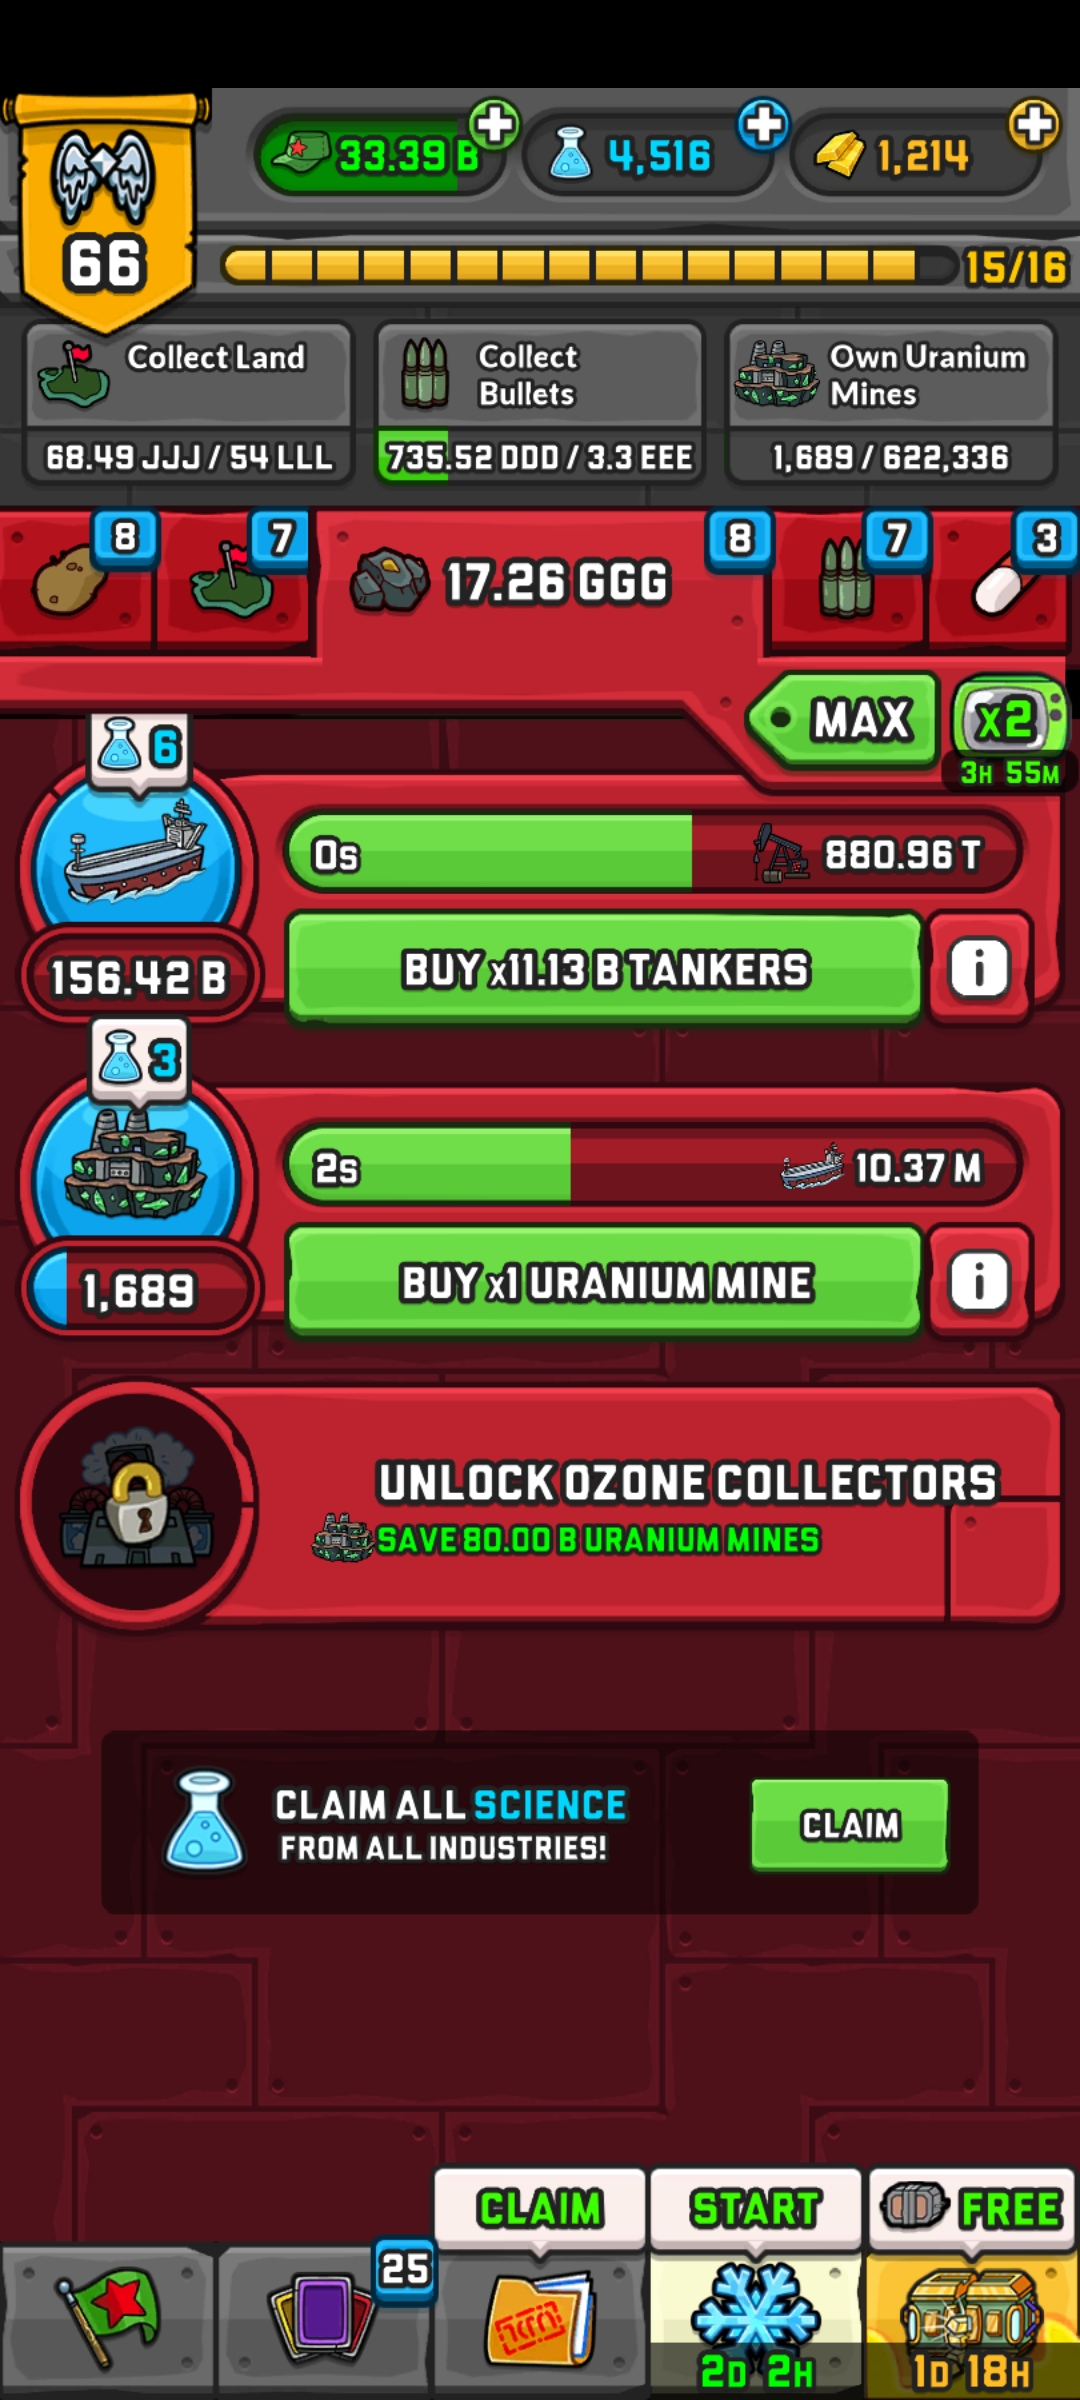 33.39 B
4,516
1,214
66
15/16
Collect Land
68.49 JJJ / 54 LLL
Collect
Bullets
735.52 DDD / 3.3 EEE
Own Uranium
Mines
1,689 / 622,336
8
7
17.26 GGG
8
7
3
MAX
x2
3H 55M
6
0s
880.96 T
156.42 B
BUY x11.13 B TANKERS
i
3
2s
10.37 M
1,689
BUY x1 URANIUM MINE
i
UNLOCK OZONE COLLECTORS
SAVE 80.00 B URANIUM MINES
CLAIM ALL SCIENCE
FROM ALL INDUSTRIES!
CLAIM
CLAIM
START
FREE
25
2D 2H
1D 18H